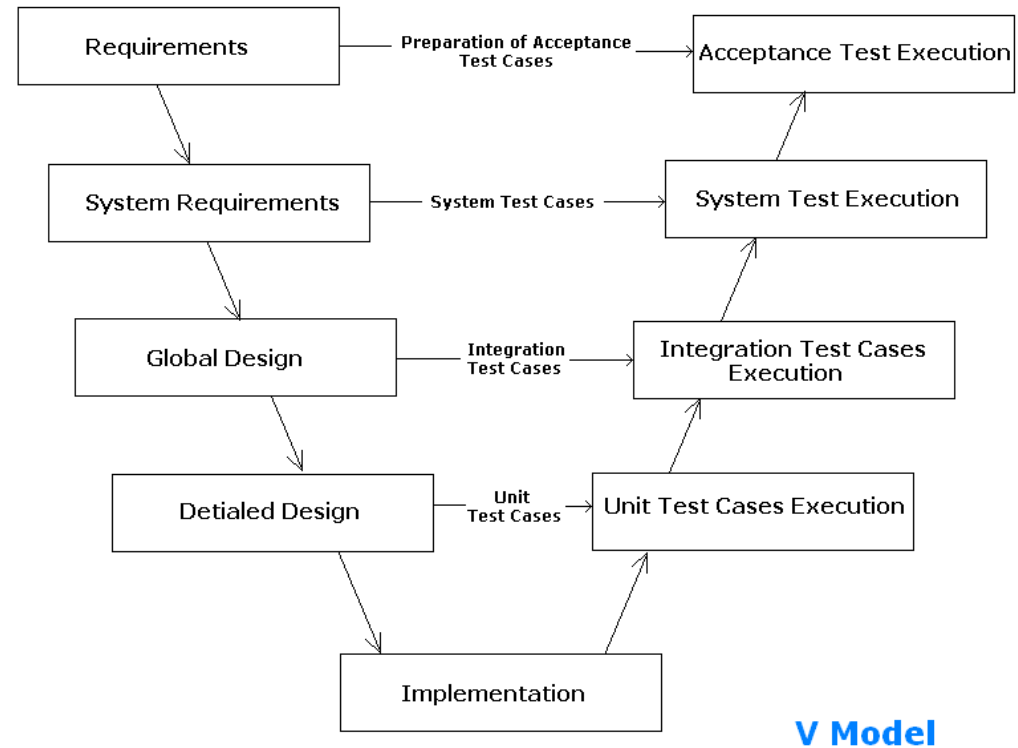 Requirements
Preparation of Acceptance
Test Cases
Acceptance Test Execution
System Requirements
System Test Cases
System Test Execution
Global Design
Integration
Test Cases
Integration Test Cases
Execution
Detialed Design
Unit
Test Cases
Unit Test Cases Execution
Implementation
V Model